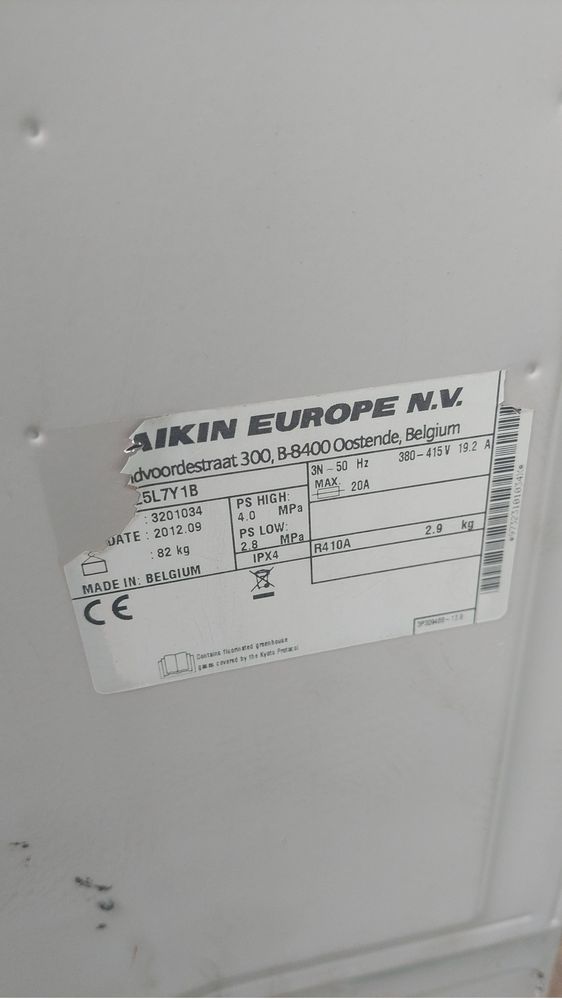 AIKIN EUROPE N.V.
dvoordestraat 300, B-8400 Oostende, Belgium
25L7Y1B
: 3201034
DATE : 2012.09
: 82 kg
MADE IN: BELGIUM
PS HIGH:
4.0 MPa
PS LOW:
2.8 MPa
IPX4
3N~50 Hz 380-415V 19.2 A
MAX. 20A
R410A 2.9 kg
CE
Contains fluorinated greenhouse
gases covered by the Kyoto Protocol